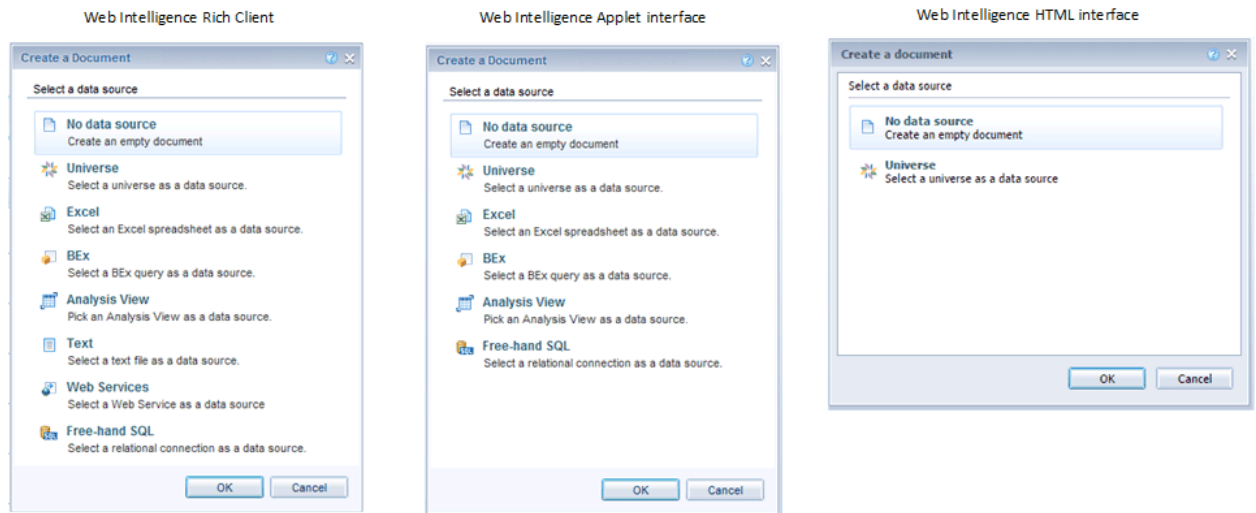 Web Intelligence Rich Client
Create a Document
Select a data source
No data source
Create an empty document
Universe
Select a universe as a data source.
Excel
Select an Excel spreadsheet as a data source.
BEx
Select a BEx query as a data source.
Analysis View
Pick an Analysis View as a data source.
Text
Select a text file as a data source.
Web Services
Select a Web Service as a data source
Free-hand SQL
Select a relational connection as a data source.
OK Cancel
Web Intelligence Applet interface
Create a Document
Select a data source
No data source
Create an empty document
Universe
Select a universe as a data source.
Excel
Select an Excel spreadsheet as a data source.
BEx
Select a BEx query as a data source.
Analysis View
Pick an Analysis View as a data source.
Free-hand SQL
Select a relational connection as a data source.
OK Cancel
Web Intelligence HTML interface
Create a document
Select a data source
No data source
Create an empty document
Universe
Select a universe as a data source
OK Cancel